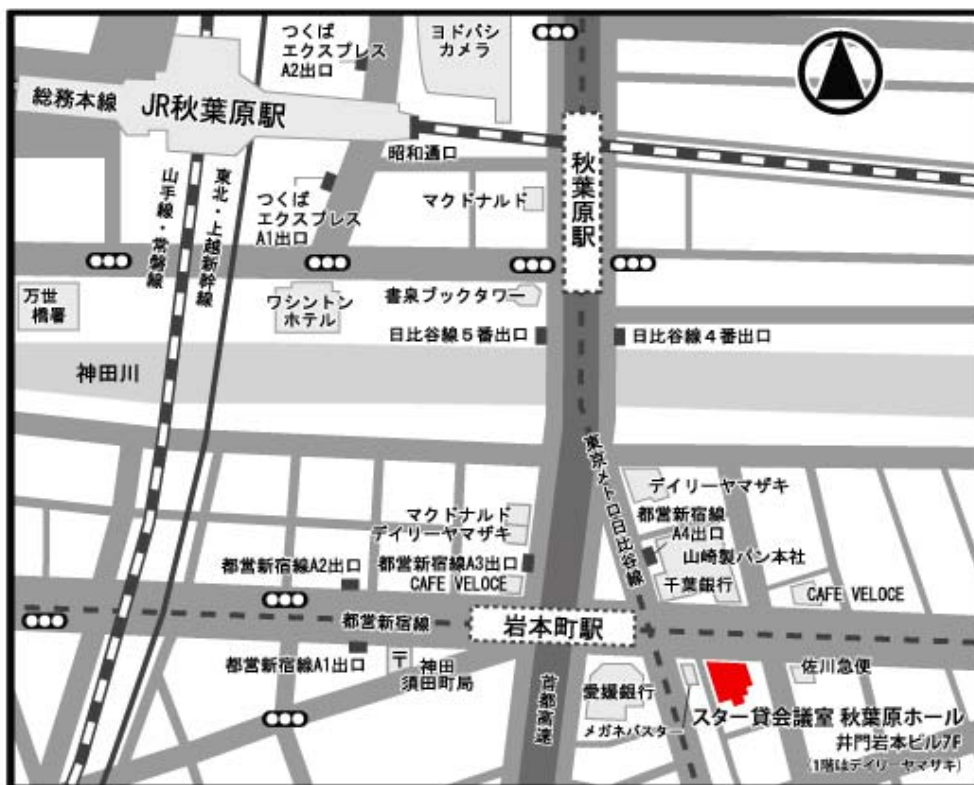 つくば
エクスプレス
A2出口
ヨドバシ
カメラ
総務本線
JR秋葉原駅
昭和通口
秋葉原駅
山手線・常磐線
東北・上越新幹線
つくば
エクスプレス
A1出口
マクドナルド
万世
橋署
ワシントン
ホテル
書泉ブックタワー
日比谷線5番出口
日比谷線4番出口
神田川
東京メトロ日比谷線
デイリーヤマザキ
マクドナルド
デイリーヤマザキ
都営新宿線
A4出口
山崎製パン本社
都営新宿線A2出口
都営新宿線A3出口
CAFE VELOCE
千葉銀行
CAFE VELOCE
都営新宿線
岩本町駅
都営新宿線A1出口
〒
神田
須田町局
首都高速
愛媛銀行
メガネバスター
佐川急便
スター貸会議室 秋葉原ホール
井門岩本ビル7F
(1階はデイリーヤマザキ)